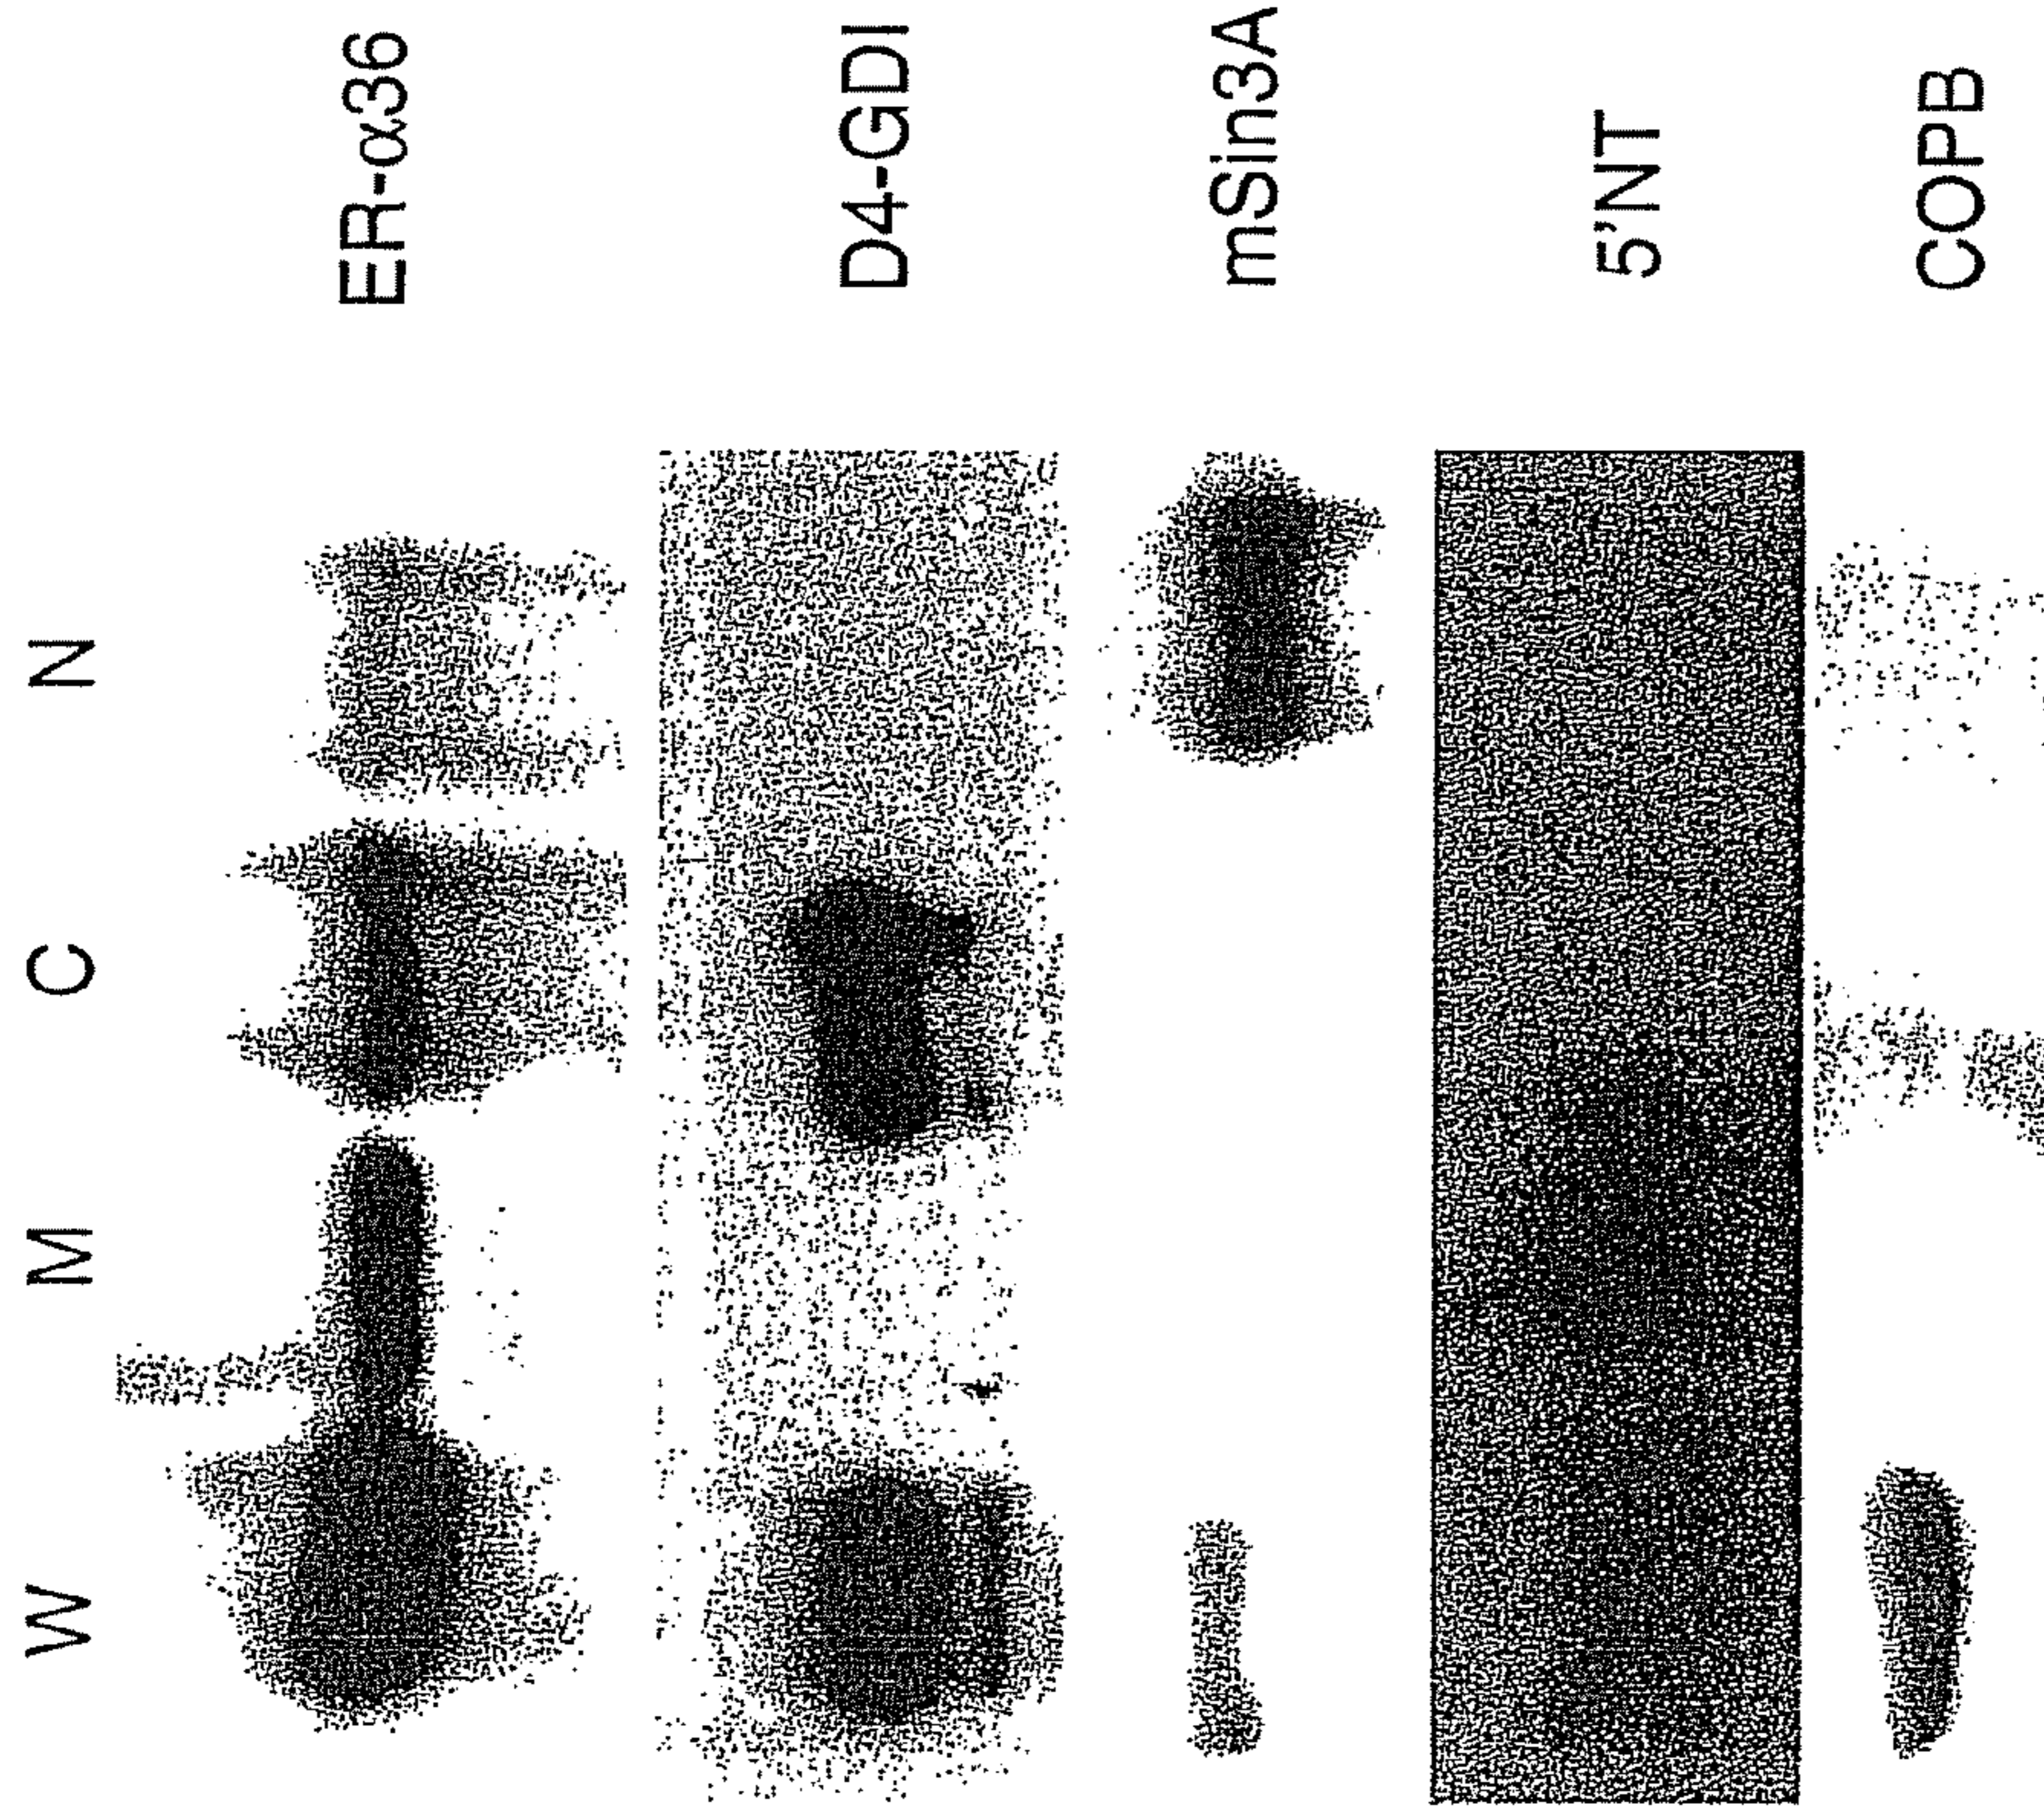 W M C N
ER-α36
D4-GDI
mSin3A
5'NT
COPB